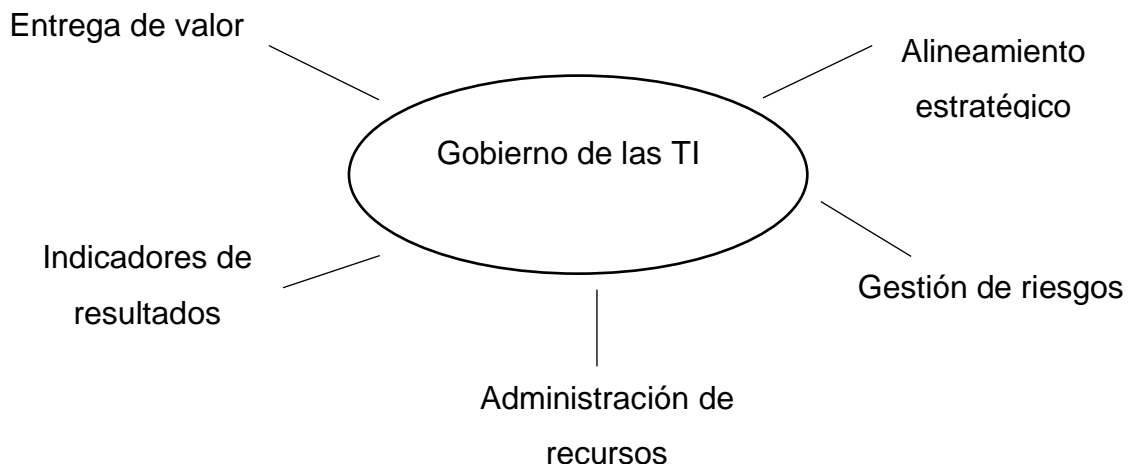 Entrega de valor
Alineamiento
estratégico
Gobierno de las TI
Indicadores de
resultados
Gestión de riesgos
Administración de
recursos